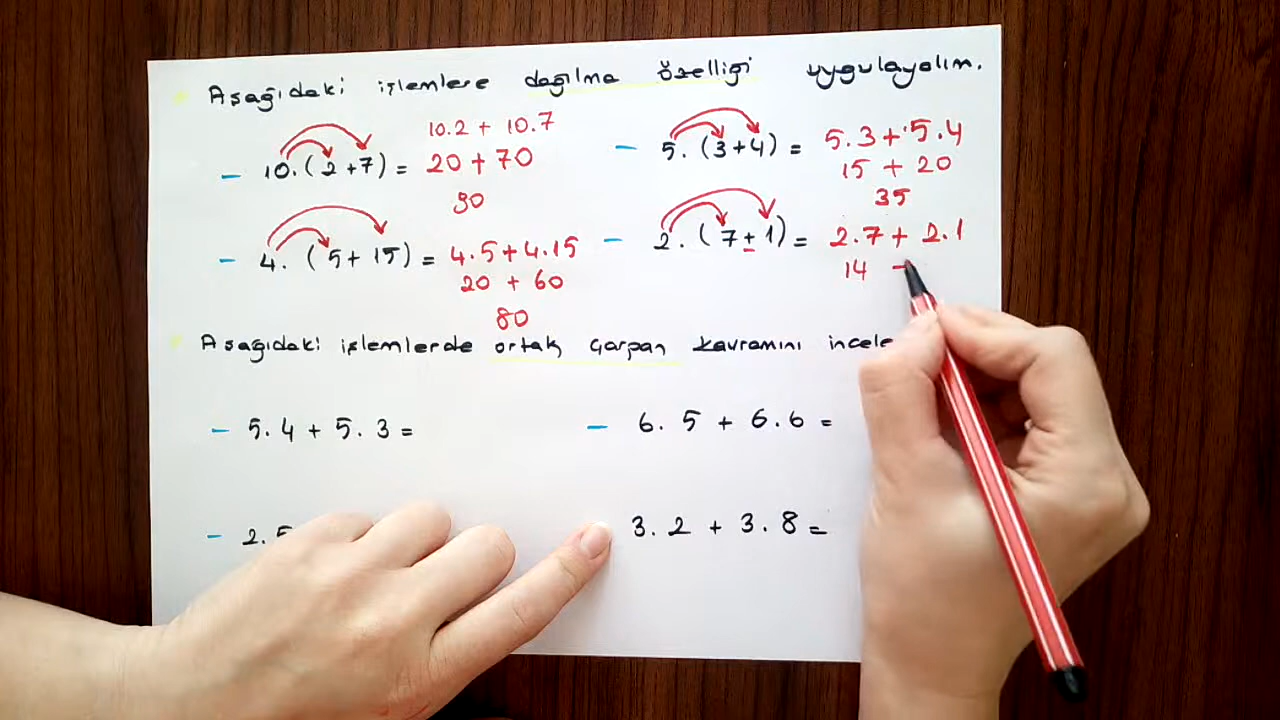 Aşağıdaki işlemlere dağılma özelliği uygulayalım.
10.2 + 10.7
- 10.(2+7) = 20 + 70
90
5.3 + 5.4
- 5.(3+4) =
15 + 20
35
- 4.(5+15) = 4.5+4.15
20 + 60
80
- 2.(7+1) = 2.7 + 2.1
14 -
Aşağıdaki işlemlerde ortak çarpan kavramını incele
- 5.4 + 5.3 =
- 6.5 + 6.6 =
- 2.5
3.2 + 3.8 =